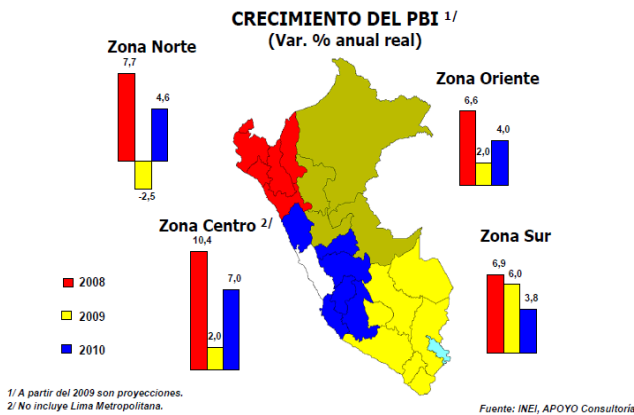 CRECIMIENTO DEL PBI 1/
(Var. % anual real)
Zona Norte
7,7
4,6
-2,5
Zona Oriente
6,6
2,0
4,0
Zona Centro 2/
10,4
2,0
7,0
Zona Sur
6,9
6,0
3,8
2008
2009
2010
1/ A partir del 2009 son proyecciones.
2/ No incluye Lima Metropolitana.
Fuente: INEI, APOYO Consultoría